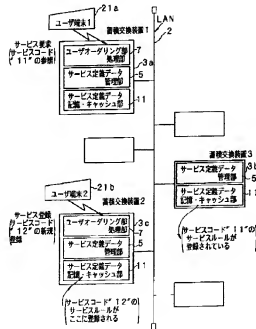 21a
ユーザ端末1
LAN
2
蓄積交換装置1
サービス要求
(サービスコード
"11"の参照)
ユーザオーダリング部
処理部
7
3a
サービス定義データ
管理部
5
サービス定義データ
記憶・キャッシュ部
11
蓄積交換装置3
3b
サービス定義データ
管理部
5
サービス定義データ
記憶・キャッシュ部
21b
ユーザ端末2
蓄積交換装置2
サービス登録
(サービスコード
"12"の新規
登録)
ユーザオーダリング部
処理部
3c
7
サービス定義データ
管理部
5
サービス定義データ
記憶・キャッシュ部
11
サービスコード"11"の
サービスルールが
登録されている
サービスコード"12"の
サービスルールが
ここに登録される